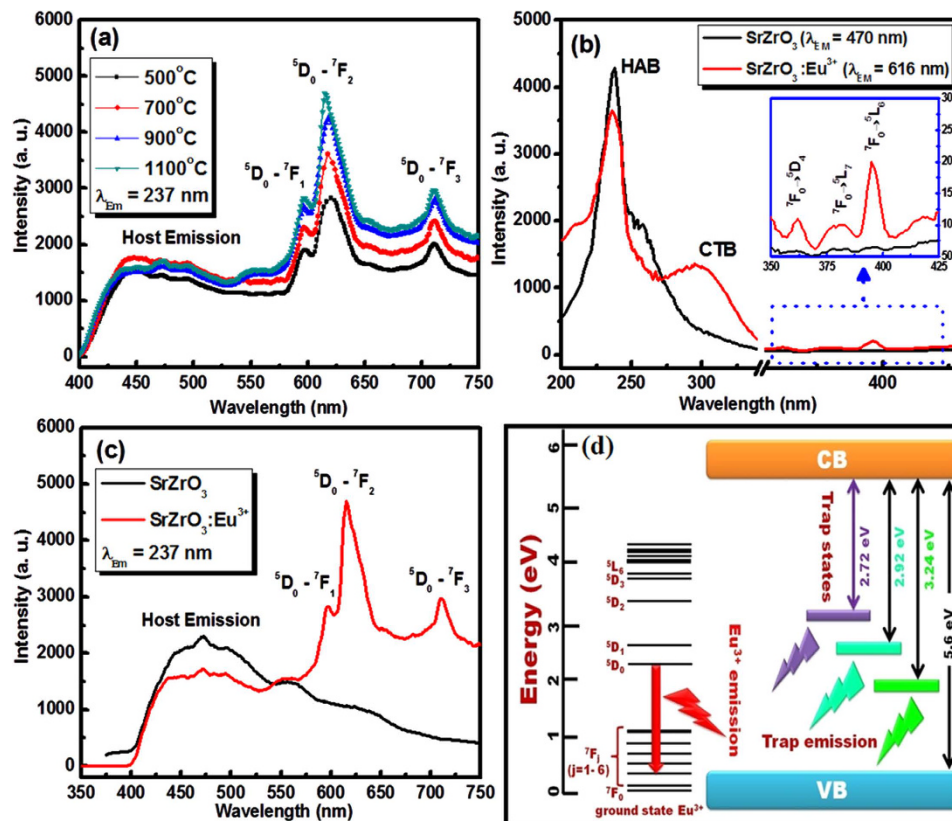 (a)
500°C
700°C
900°C
1100°C
λEm = 237 nm
⁵D₀ - ⁷F₂
⁵D₀ - ⁷F₁
⁵D₀ - ⁷F₃
Host Emission
Intensity (a. u.)
6000
5000
4000
3000
2000
1000
0
400 450 500 550 600 650 700 750
Wavelength (nm)
(b)
SrZrO₃ (λEM = 470 nm)
SrZrO₃:Eu³⁺ (λEM = 616 nm)
HAB
CTB
⁷F₀→⁵D₄
⁷F₀→⁵L₇
⁷F₀→⁵L₆
30
25
20
15
10
50
350 375 400 425
Intensity (a. u.)
5000
4000
3000
2000
1000
0
200 250 300 400
Wavelength (nm)
(c)
SrZrO₃
SrZrO₃:Eu³⁺
λEm = 237 nm
⁵D₀ - ⁷F₂
⁵D₀ - ⁷F₁
⁵D₀ - ⁷F₃
Host Emission
Intensity (a. u.)
6000
5000
4000
3000
2000
1000
0
350 400 450 500 550 600 650 700 750
Wavelength (nm)
(d)
Energy (eV)
6
5
4
3
2
1
0
CB
Trap states
2.72 eV
2.92 eV
3.24 eV
5.6 eV
⁵L₆
⁵D₃
⁵D₂
⁵D₁
⁵D₀
Eu³⁺ emission
Trap emission
⁷Fj
(j=1- 6)
⁷F₀
ground state Eu³⁺
VB